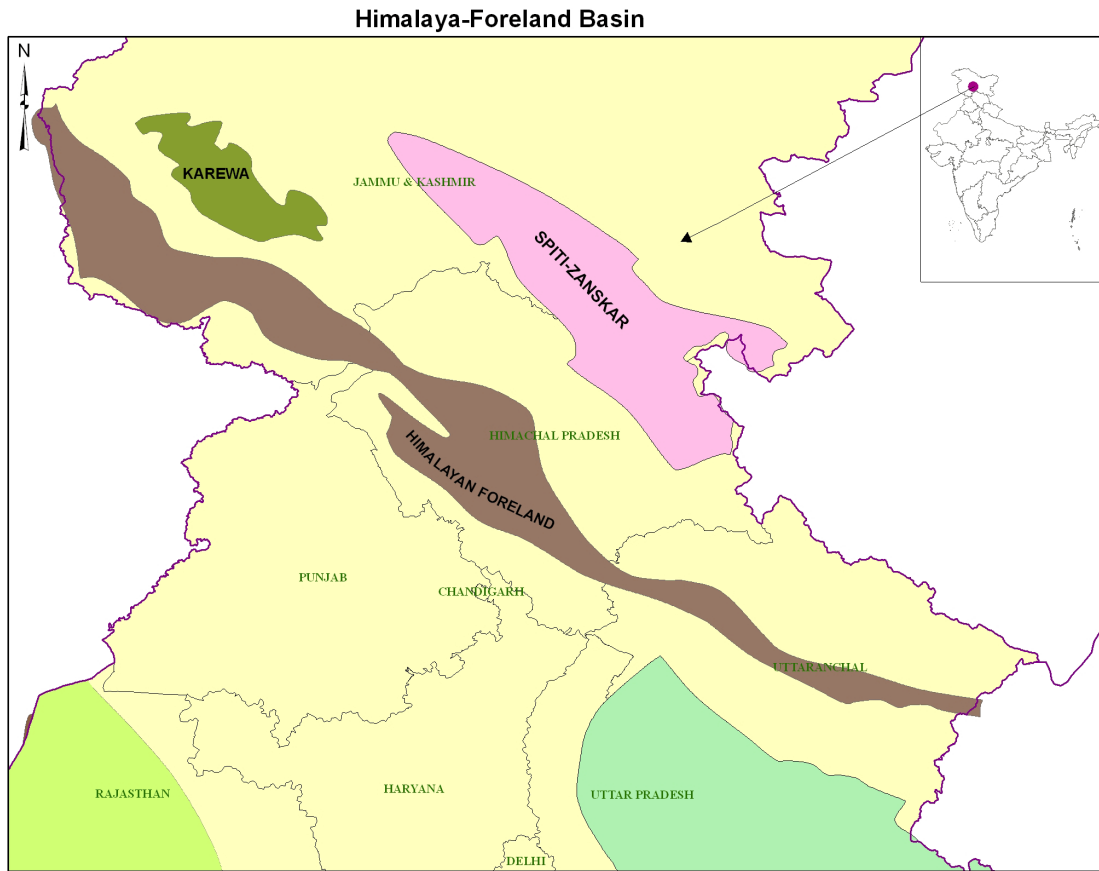 Himalaya-Foreland Basin
N
KAREWA
JAMMU & KASHMIR
SPITI-ZANSKAR
HIMACHAL PRADESH
HIMALAYAN FORELAND
PUNJAB
CHANDIGARH
UTTARANCHAL
RAJASTHAN
HARYANA
UTTAR PRADESH
DELHI